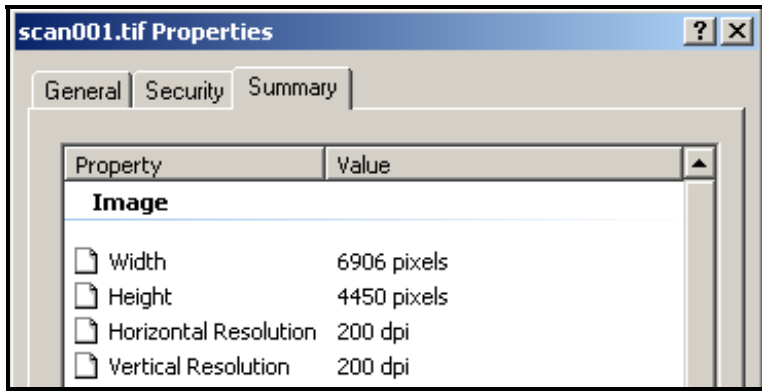 scan001.tif Properties ? ×
General Security Summary
Property Value
Image
Width 6906 pixels
Height 4450 pixels
Horizontal Resolution 200 dpi
Vertical Resolution 200 dpi